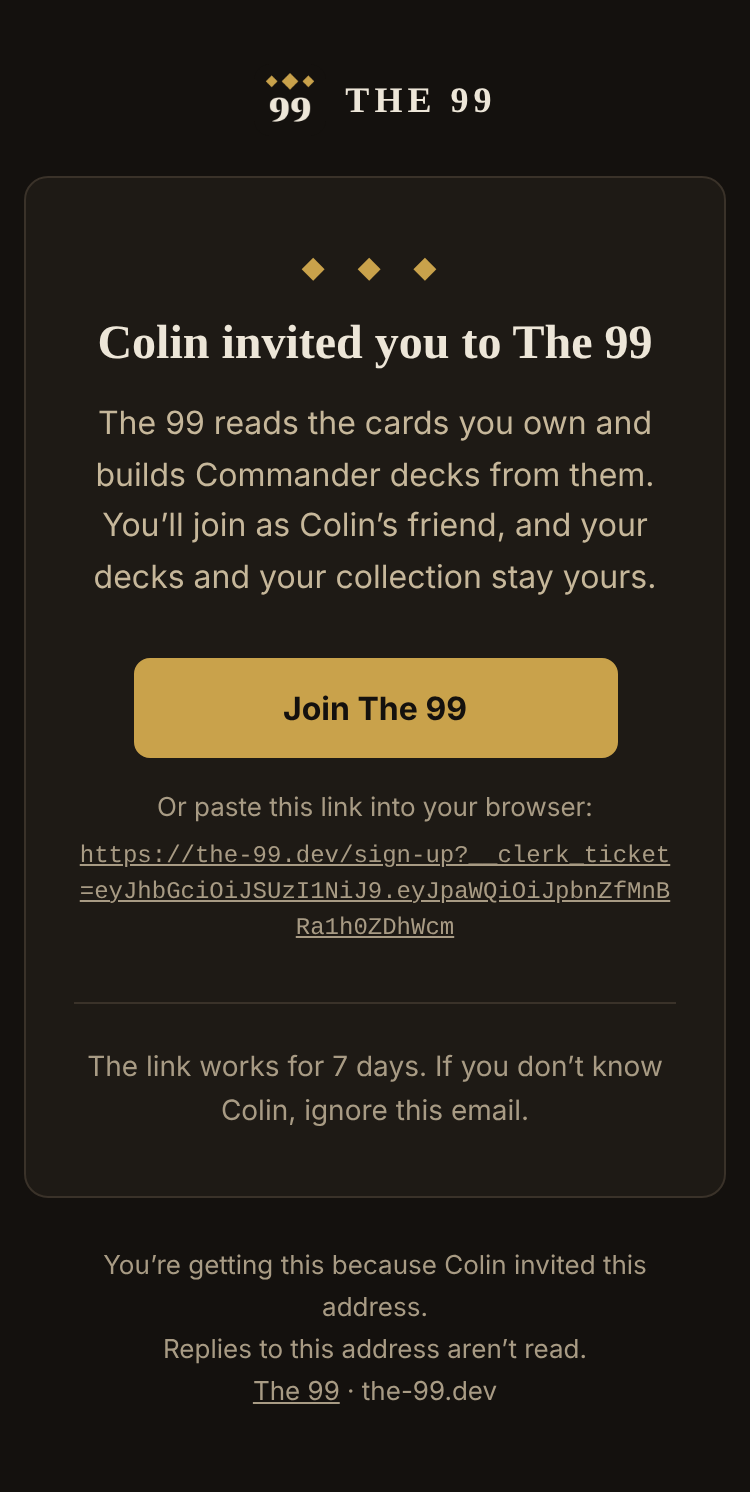 99 THE 99
Colin invited you to The 99
The 99 reads the cards you own and
builds Commander decks from them.
You’ll join as Colin’s friend, and your
decks and your collection stay yours.
Join The 99
Or paste this link into your browser:
https://the-99.dev/sign-up?__clerk_ticket
=eyJhbGciOiJSUzI1NiJ9.eyJpaWQiOiJpbnZfMnB
Ra1h0ZDhWcm
The link works for 7 days. If you don’t know
Colin, ignore this email.
You’re getting this because Colin invited this
address.
Replies to this address aren’t read.
The 99 · the-99.dev